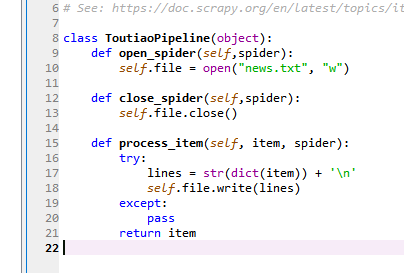 6 # See: https://doc.scrapy.org/en/latest/topics/it
7
8 class ToutiaoPipeline(object):
9     def open_spider(self,spider):
10         self.file = open("news.txt", "w")
11
12     def close_spider(self,spider):
13         self.file.close()
14
15     def process_item(self, item, spider):
16         try:
17             lines = str(dict(item)) + '\n'
18             self.file.write(lines)
19         except:
20             pass
21         return item
22